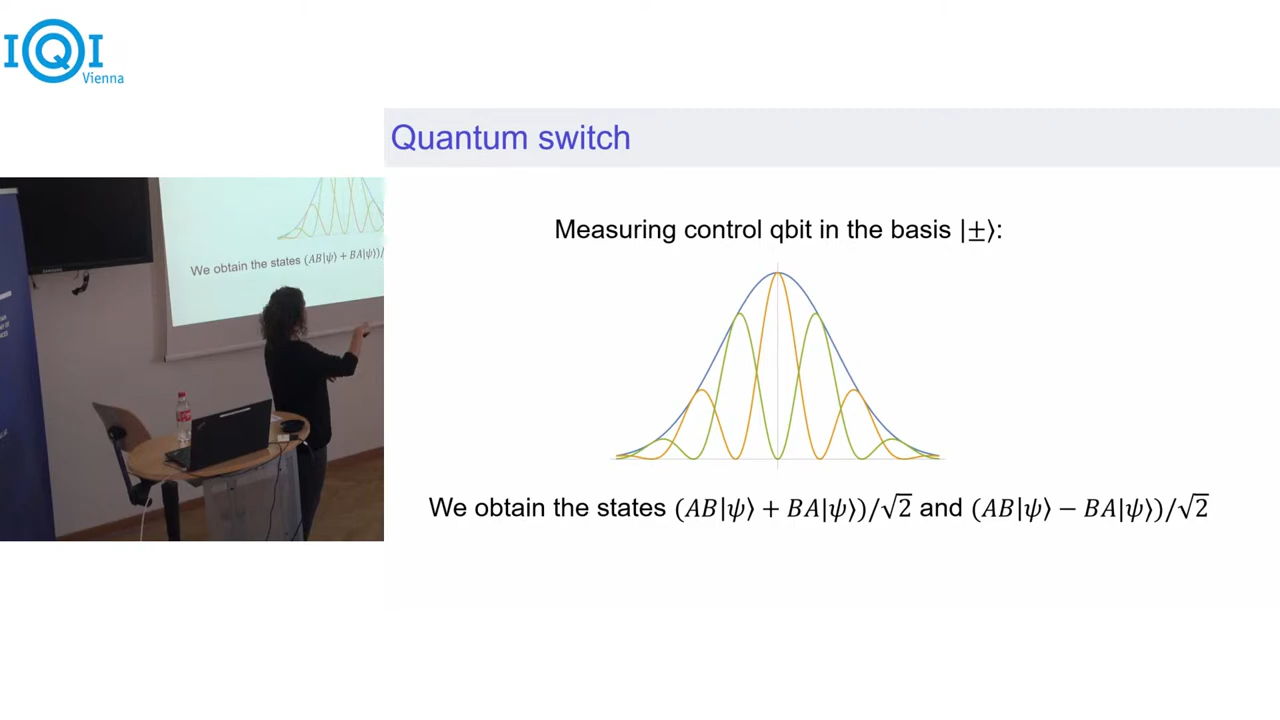 IQI
Vienna
Quantum switch
Measuring control qbit in the basis |±⟩:
We obtain the states (AB|ψ⟩ + BA|ψ⟩)/√2 and (AB|ψ⟩ − BA|ψ⟩)/√2
We obtain the states (AB|ψ⟩ + BA|ψ⟩)/